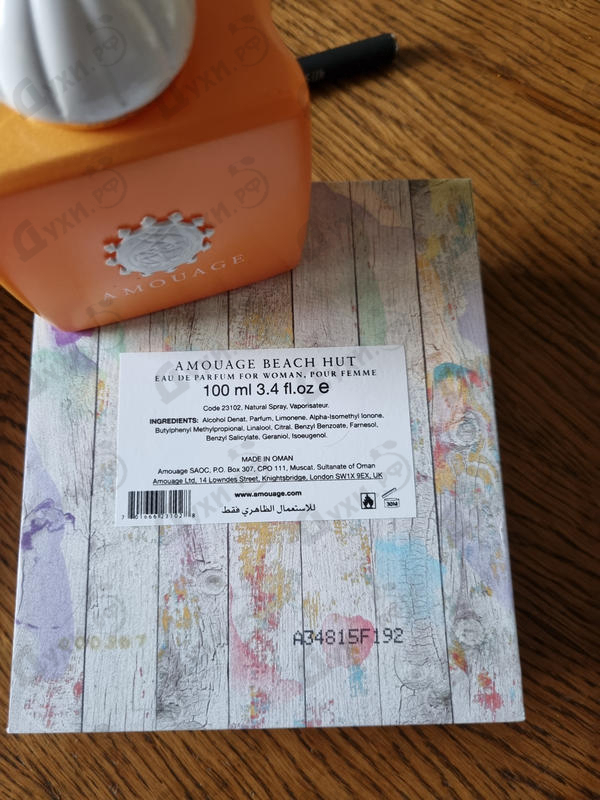 AMOUAGE
AMOUAGE BEACH HUT
EAU DE PARFUM FOR WOMAN, POUR FEMME
100 ml 3.4 fl.oz e
Code 23102, Natural Spray, Vaporisateur.
INGREDIENTS: Alcohol Denat, Parfum, Limonene, Alpha-Isomethyl Ionone,
Butylphenyl Methylpropional, Linalool, Citral, Benzyl Benzoate, Farnesol,
Benzyl Salicylate, Geraniol, Isoeugenol.
MADE IN OMAN
Amouage SAOC, P.O. Box 307, CPO 111, Muscat. Sultanate of Oman
Amouage Ltd, 14 Lowndes Street, Knightsbridge, London SW1X 9EX, UK
www.amouage.com
للاستعمال الظاهري فقط
30M
A34815F192
Духи.рф